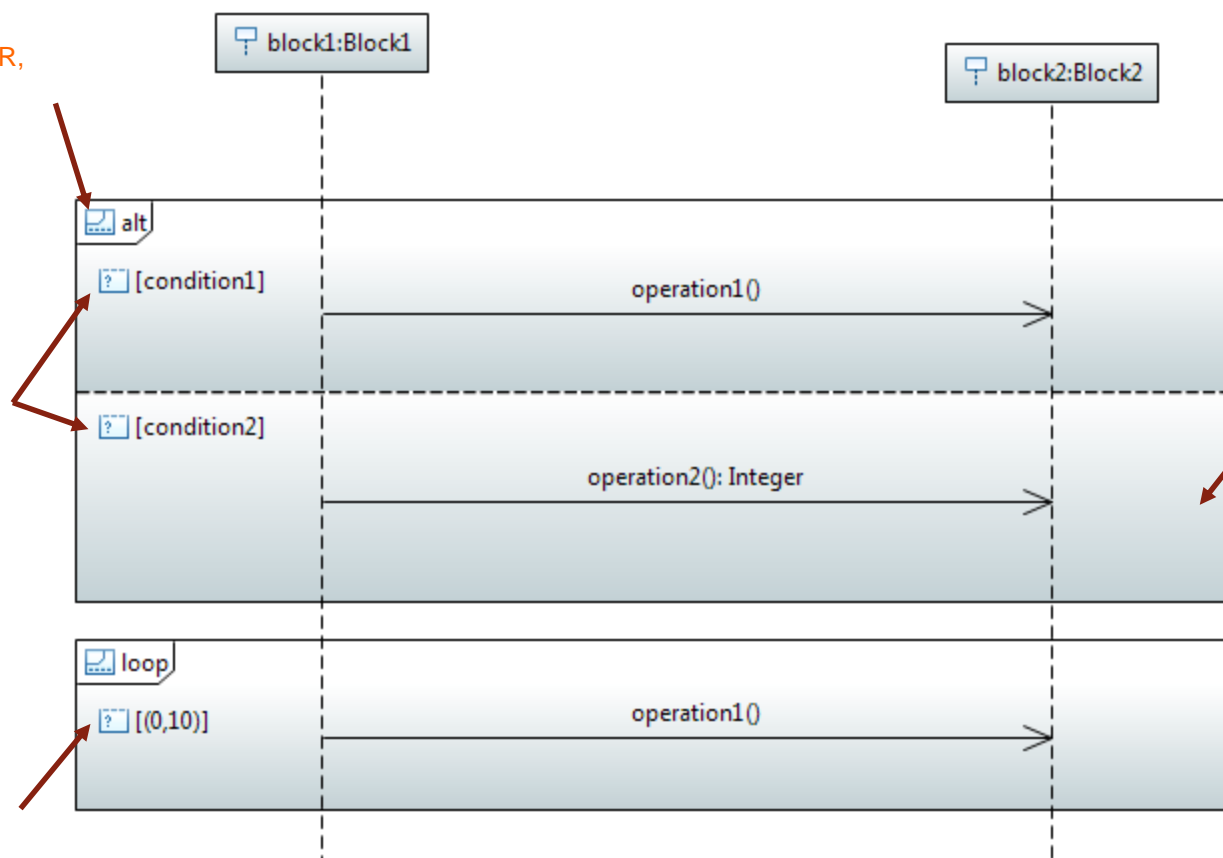 block1:Block1
R,
block2:Block2
alt
[condition1]
operation1()
[condition2]
operation2(): Integer
loop
[(0,10)]
operation1()